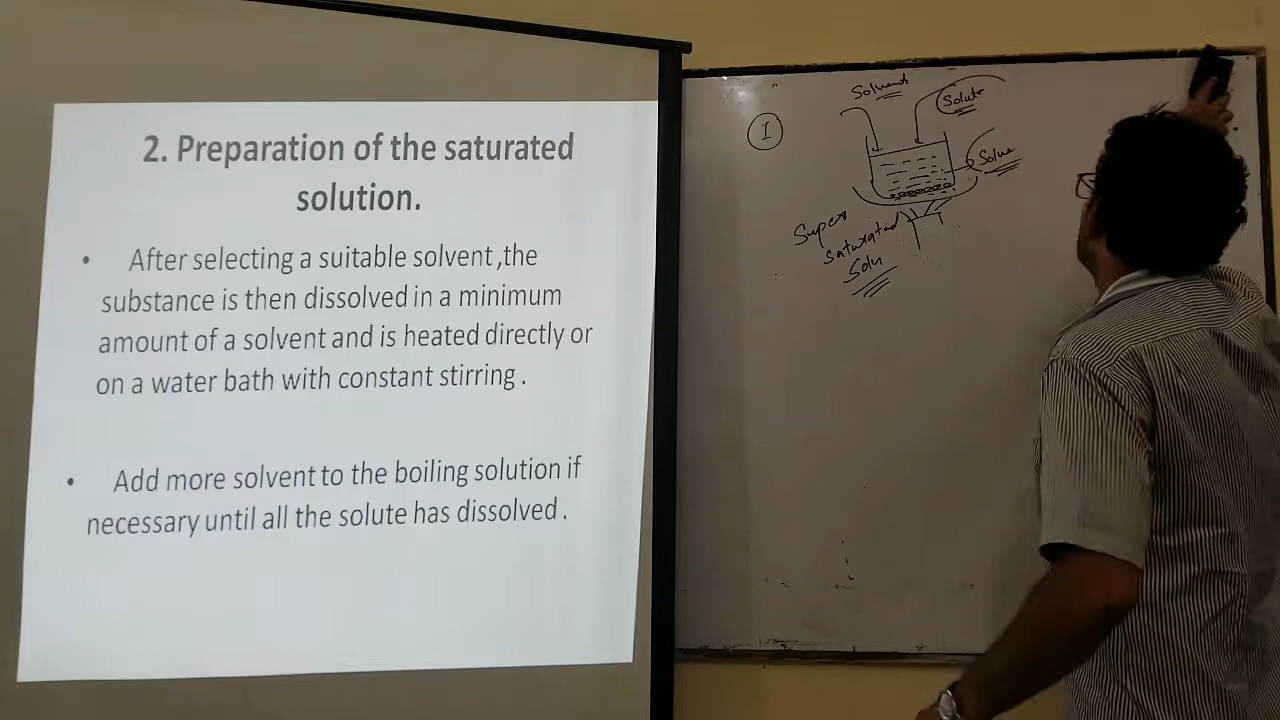 2. Preparation of the saturated
solution.
• After selecting a suitable solvent ,the
substance is then dissolved in a minimum
amount of a solvent and is heated directly or
on a water bath with constant stirring .
• Add more solvent to the boiling solution if
necessary until all the solute has dissolved .
I
Solvent
Solute
Super
saturated
Solu